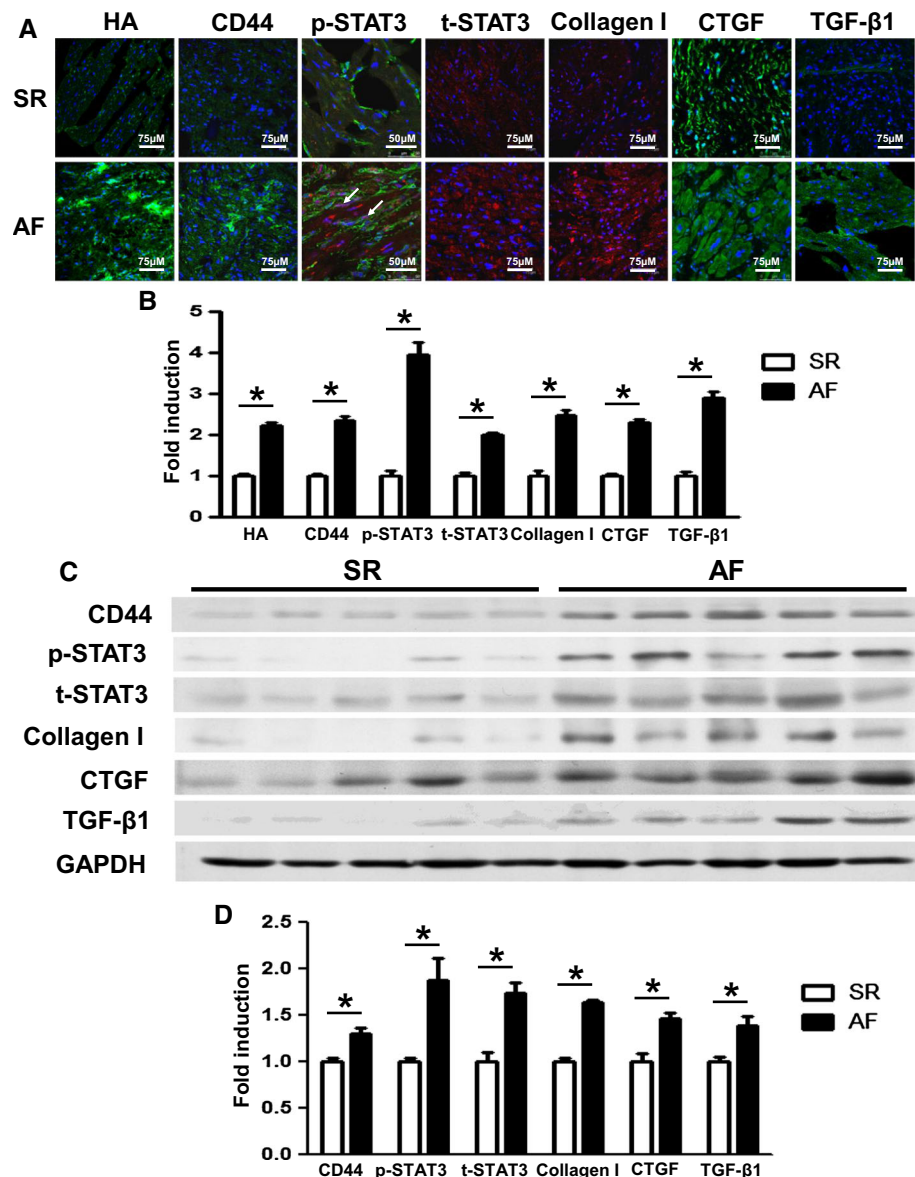 A
HA CD44 p-STAT3 t-STAT3 Collagen I CTGF TGF-β1
SR
75µM 75µM 50µM 75µM 75µM 75µM 75µM
AF
75µM 75µM 50µM 75µM 75µM 75µM 75µM
B
Fold induction
5
4
3
2
1
0
* * * * * * *
SR
AF
HA CD44 p-STAT3 t-STAT3 Collagen I CTGF TGF-β1
C
SR AF
CD44
p-STAT3
t-STAT3
Collagen I
CTGF
TGF-β1
GAPDH
D
Fold induction
2.5
2.0
1.5
1.0
0.5
0.0
* * * * * *
SR
AF
CD44 p-STAT3 t-STAT3 Collagen I CTGF TGF-β1